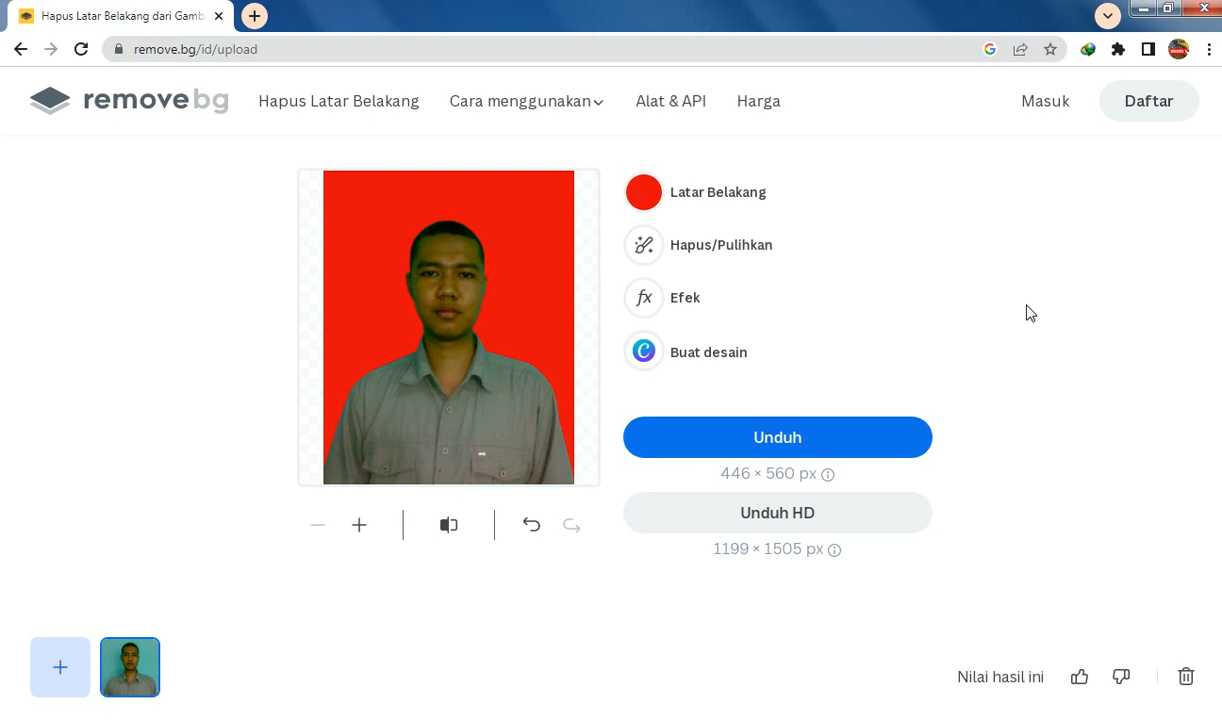 Hapus Latar Belakang dari Gamb
remove.bg/id/upload
removebg
Hapus Latar Belakang
Cara menggunakan
Alat & API
Harga
Masuk
Daftar
Latar Belakang
Hapus/Pulihkan
fx
Efek
C
Buat desain
Unduh
446 × 560 px
Unduh HD
1199 × 1505 px
Nilai hasil ini